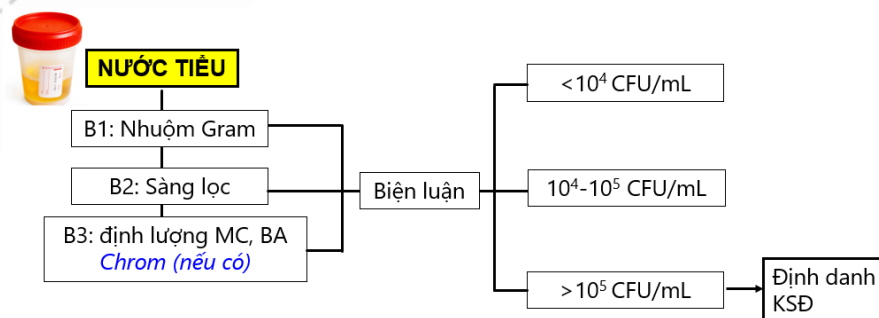 NƯỚC TIỂU
B1: Nhuộm Gram
B2: Sàng lọc
B3: định lượng MC, BA
Chrom (nếu có)
Biện luận
<10⁴ CFU/mL
10⁴-10⁵ CFU/mL
>10⁵ CFU/mL
Định danh
KSĐ